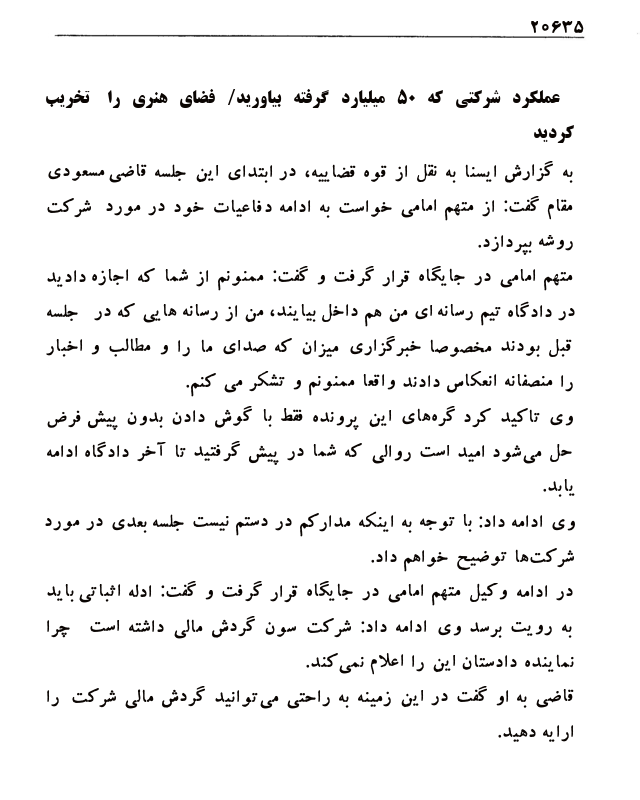 ۲۰۶۳۵
عملکرد شرکتی که ۵۰ میلیارد گرفته بیاورید/ فضای هنری را تخریب
کردید
به گزارش ایسنا به نقل از قوه قضاییه، در ابتدای این جلسه قاضی مسعودی
مقام گفت: از متهم امامی خواست به ادامه دفاعیات خود در مورد شرکت
روشه بپردازد.
متهم امامی در جایگاه قرار گرفت و گفت: ممنونم از شما که اجازه دادید
در دادگاه تیم رسانه ای من هم داخل بیایند، من از رسانه هایی که در جلسه
قبل بودند مخصوصا خبرگزاری میزان که صدای ما را و مطالب و اخبار
را منصفانه انعکاس دادند واقعا ممنونم و تشکر می کنم.
وی تاکید کرد گره‌های این پرونده فقط با گوش دادن بدون پیش فرض
حل می‌شود امید است روالی که شما در پیش گرفتید تا آخر دادگاه ادامه
یابد.
وی ادامه داد: با توجه به اینکه مدارکم در دستم نیست جلسه بعدی در مورد
شرکت‌ها توضیح خواهم داد.
در ادامه وکیل متهم امامی در جایگاه قرار گرفت و گفت: ادله اثباتی باید
به رویت برسد وی ادامه داد: شرکت سون گردش مالی داشته است چرا
نماینده دادستان این را اعلام نمی‌کند.
قاضی به او گفت در این زمینه به راحتی می‌توانید گردش مالی شرکت را
ارایه دهید.